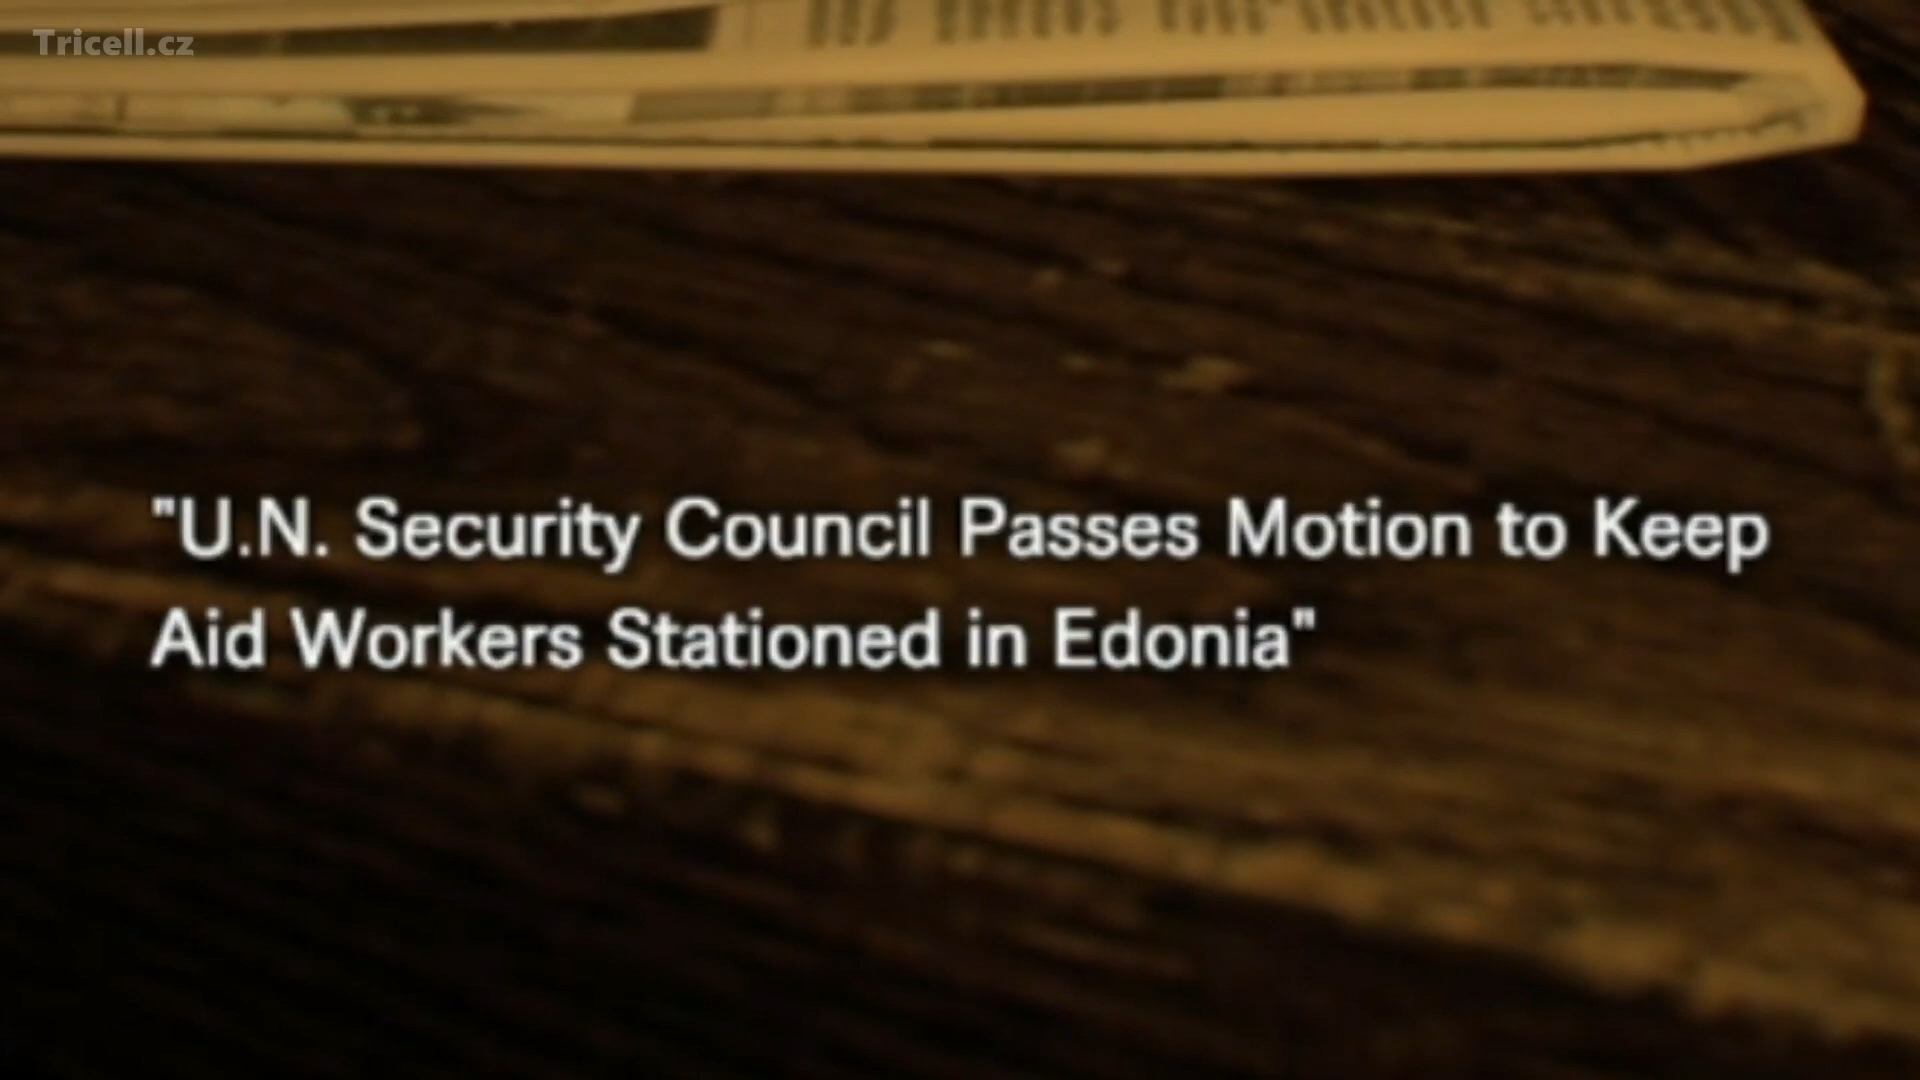 Tricell.cz
"U.N. Security Council Passes Motion to Keep
Aid Workers Stationed in Edonia"